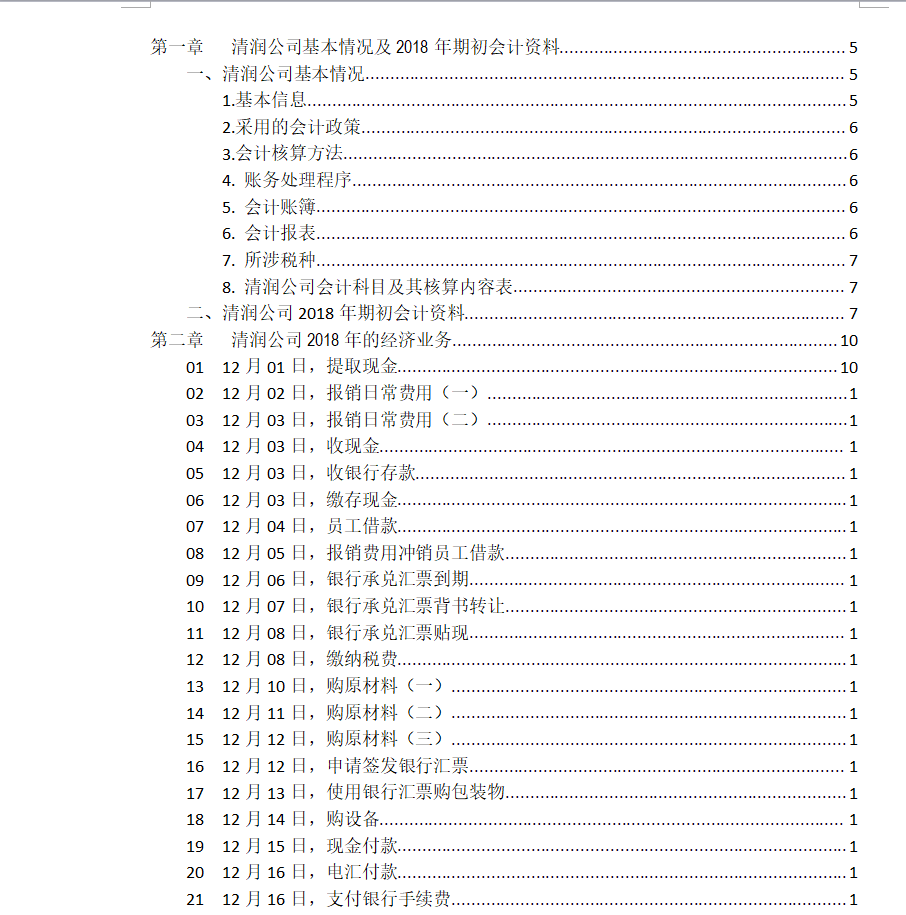 第一章 清润公司基本情况及 2018 年期初会计资料 5
一、清润公司基本情况 5
1.基本信息 5
2.采用的会计政策 6
3.会计核算方法 6
4. 账务处理程序 6
5. 会计账簿 6
6. 会计报表 6
7. 所涉税种 7
8. 清润公司会计科目及其核算内容表 7
二、清润公司 2018 年期初会计资料 7
第二章 清润公司 2018 年的经济业务 10
01 12 月 01 日，提取现金 10
02 12 月 02 日，报销日常费用（一） 1
03 12 月 03 日，报销日常费用（二） 1
04 12 月 03 日，收现金 1
05 12 月 03 日，收银行存款 1
06 12 月 03 日，缴存现金 1
07 12 月 04 日，员工借款 1
08 12 月 05 日，报销费用冲销员工借款 1
09 12 月 06 日，银行承兑汇票到期 1
10 12 月 07 日，银行承兑汇票背书转让 1
11 12 月 08 日，银行承兑汇票贴现 1
12 12 月 08 日，缴纳税费 1
13 12 月 10 日，购原材料（一） 1
14 12 月 11 日，购原材料（二） 1
15 12 月 12 日，购原材料（三） 1
16 12 月 12 日，申请签发银行汇票 1
17 12 月 13 日，使用银行汇票购包装物 1
18 12 月 14 日，购设备 1
19 12 月 15 日，现金付款 1
20 12 月 16 日，电汇付款 1
21 12 月 16 日，支付银行手续费 1